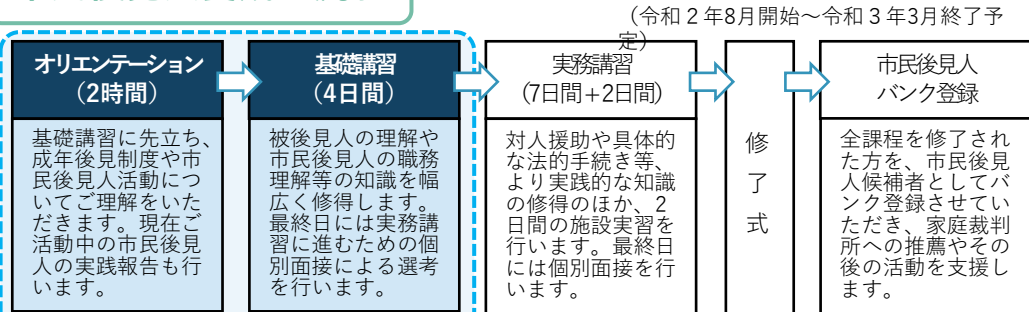 （令和２年8月開始～令和３年3月終了予
定）
オリエンテーション
（2時間）
基礎講習に先立ち、
成年後見制度や市
民後見人活動につ
いてご理解をいた
だきます。現在ご
活動中の市民後見
人の実践報告も行
います。
基礎講習
（4日間）
被後見人の理解や
市民後見人の職務
理解等の知識を幅
広く修得します。
最終日には実務講
習に進むための個
別面接による選考
を行います。
実務講習
（7日間＋2日間）
対人援助や具体的
な法的手続き等、
より実践的な知識
の修得のほか、２
日間の施設実習を
行います。最終日
には個別面接を行
います。
修
了
式
市民後見人
バンク登録
全課程を修了され
た方を、市民後見
人候補者としてバ
ンク登録させてい
ただき、家庭裁判
所への推薦やその
後の活動を支援し
ます。